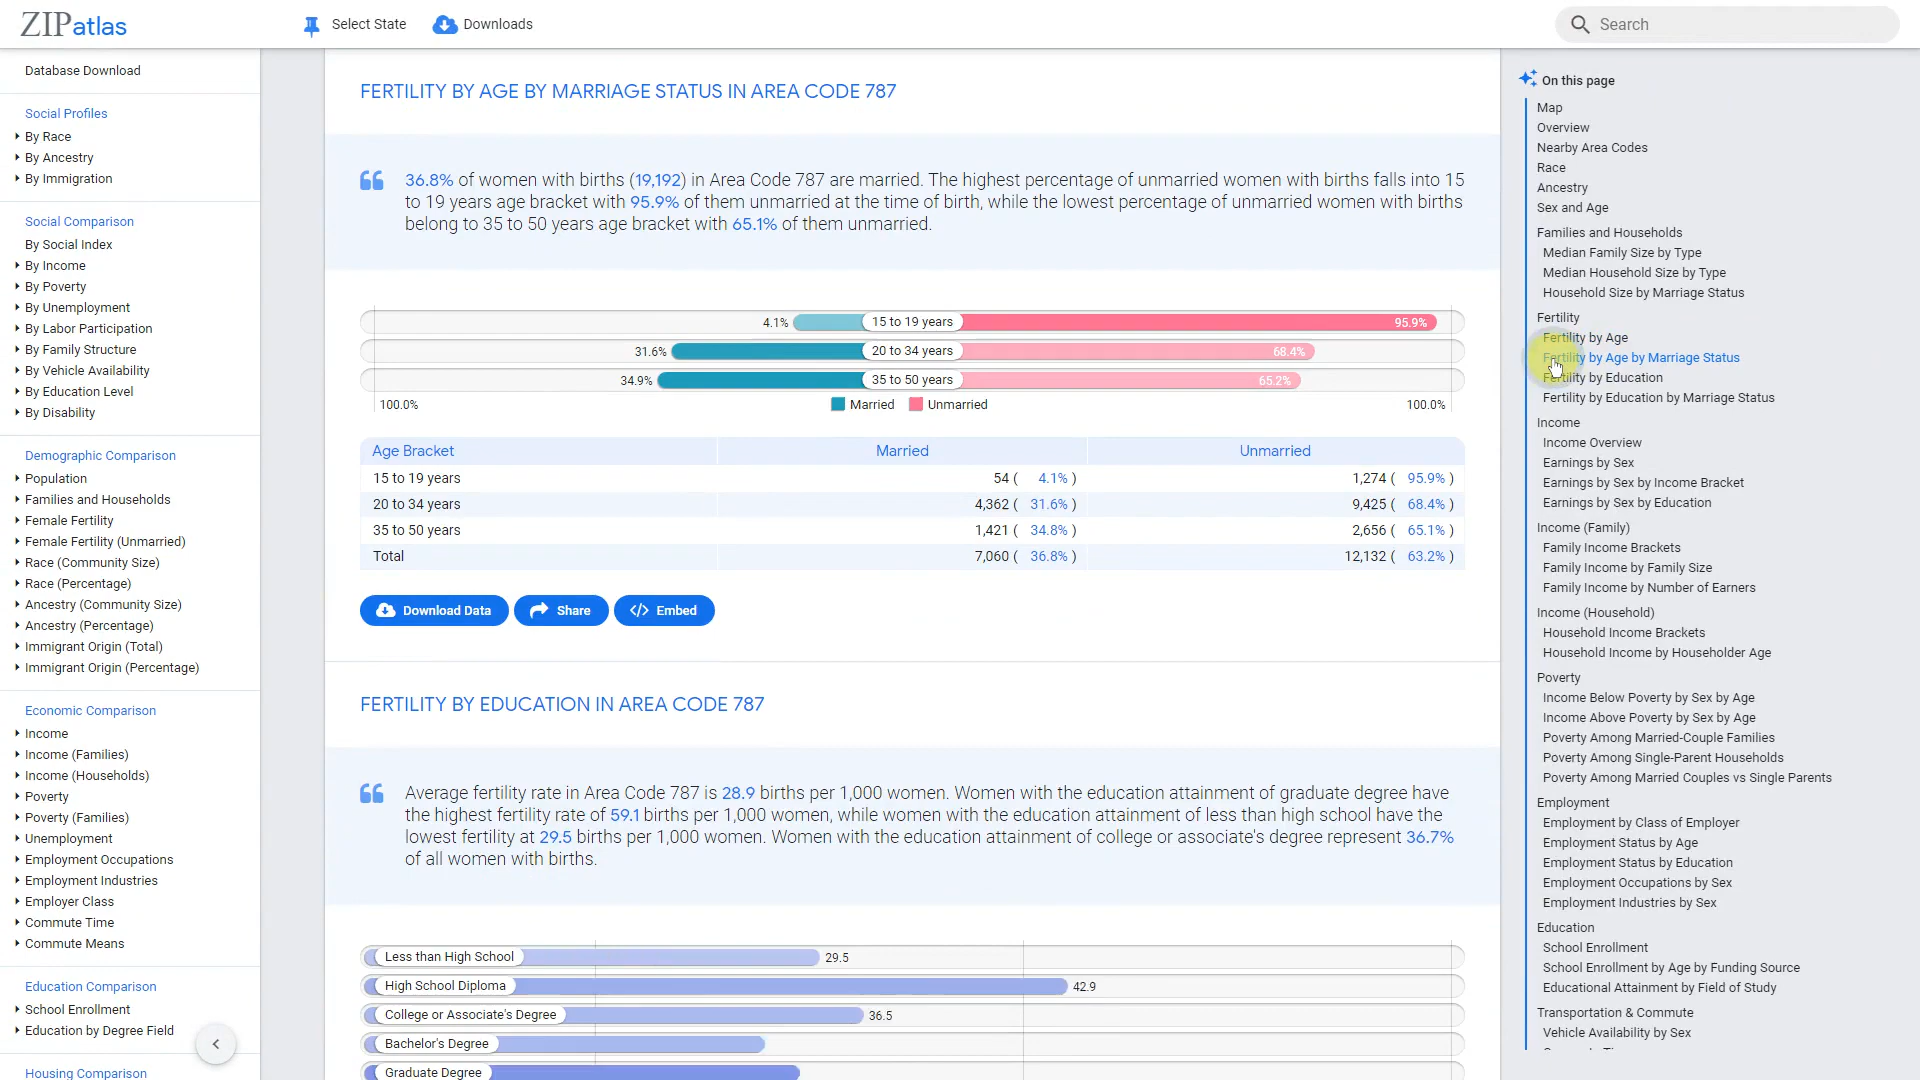 ZIPatlas
Select State
Downloads
Search
Database Download
Social Profiles
By Race
By Ancestry
By Immigration
Social Comparison
By Social Index
By Income
By Poverty
By Unemployment
By Labor Participation
By Family Structure
By Vehicle Availability
By Education Level
By Disability
Demographic Comparison
Population
Families and Households
Female Fertility
Female Fertility (Unmarried)
Race (Community Size)
Race (Percentage)
Ancestry (Community Size)
Ancestry (Percentage)
Immigrant Origin (Total)
Immigrant Origin (Percentage)
Economic Comparison
Income
Income (Families)
Income (Households)
Poverty
Poverty (Families)
Unemployment
Employment Occupations
Employment Industries
Employer Class
Commute Time
Commute Means
Education Comparison
School Enrollment
Education by Degree Field
Housing Comparison
FERTILITY BY AGE BY MARRIAGE STATUS IN AREA CODE 787
36.8% of women with births (19,192) in Area Code 787 are married. The highest percentage of unmarried women with births falls into 15
to 19 years age bracket with 95.9% of them unmarried at the time of birth, while the lowest percentage of unmarried women with births
belong to 35 to 50 years age bracket with 65.1% of them unmarried.
4.1% 15 to 19 years 95.9%
31.6% 20 to 34 years 68.4%
34.9% 35 to 50 years 65.2%
100.0% Married Unmarried 100.0%
Age Bracket Married Unmarried
15 to 19 years 54 ( 4.1% ) 1,274 ( 95.9% )
20 to 34 years 4,362 ( 31.6% ) 9,425 ( 68.4% )
35 to 50 years 1,421 ( 34.8% ) 2,656 ( 65.1% )
Total 7,060 ( 36.8% ) 12,132 ( 63.2% )
Download Data Share Embed
FERTILITY BY EDUCATION IN AREA CODE 787
Average fertility rate in Area Code 787 is 28.9 births per 1,000 women. Women with the education attainment of graduate degree have
the highest fertility rate of 59.1 births per 1,000 women, while women with the education attainment of less than high school have the
lowest fertility at 29.5 births per 1,000 women. Women with the education attainment of college or associate's degree represent 36.7%
of all women with births.
Less than High School 29.5
High School Diploma 42.9
College or Associate's Degree 36.5
Bachelor's Degree
Graduate Degree
On this page
Map
Overview
Nearby Area Codes
Race
Ancestry
Sex and Age
Families and Households
Median Family Size by Type
Median Household Size by Type
Household Size by Marriage Status
Fertility
Fertility by Age
Fertility by Age by Marriage Status
Fertility by Education
Fertility by Education by Marriage Status
Income
Income Overview
Earnings by Sex
Earnings by Sex by Income Bracket
Earnings by Sex by Education
Income (Family)
Family Income Brackets
Family Income by Family Size
Family Income by Number of Earners
Income (Household)
Household Income Brackets
Household Income by Householder Age
Poverty
Income Below Poverty by Sex by Age
Income Above Poverty by Sex by Age
Poverty Among Married-Couple Families
Poverty Among Single-Parent Households
Poverty Among Married Couples vs Single Parents
Employment
Employment by Class of Employer
Employment Status by Age
Employment Status by Education
Employment Occupations by Sex
Employment Industries by Sex
Education
School Enrollment
School Enrollment by Age by Funding Source
Educational Attainment by Field of Study
Transportation & Commute
Vehicle Availability by Sex